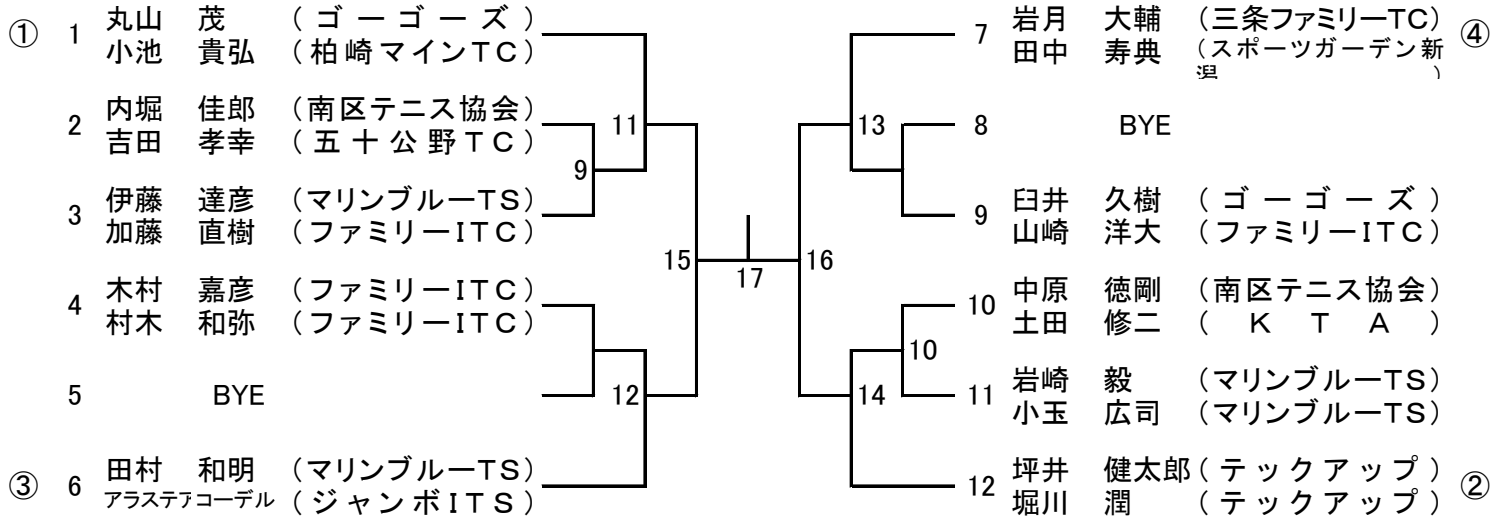 ① 1 丸山 茂 (ゴーゴーズ)
小池 貴弘 (柏崎マインTC)
2 内堀 佳郎 (南区テニス協会)
吉田 孝幸 (五十公野TC)
3 伊藤 達彦 (マリンブルーTS)
加藤 直樹 (ファミリーITC)
4 木村 嘉彦 (ファミリーITC)
村木 和弥 (ファミリーITC)
5 BYE
③ 6 田村 和明 (マリンブルーTS)
アラステアコーデル (ジャンボITS)
11
9
15
12
17
16
13
10
14
7 岩月 大輔 (三条ファミリーTC) ④
田中 寿典 (スポーツガーデン新
潟)
8 BYE
9 臼井 久樹 (ゴーゴーズ)
山崎 洋大 (ファミリーITC)
10 中原 徳剛 (南区テニス協会)
土田 修二 (KTA)
11 岩崎 毅 (マリンブルーTS)
小玉 広司 (マリンブルーTS)
12 坪井 健太郎 (テックアップ) ②
堀川 潤 (テックアップ)